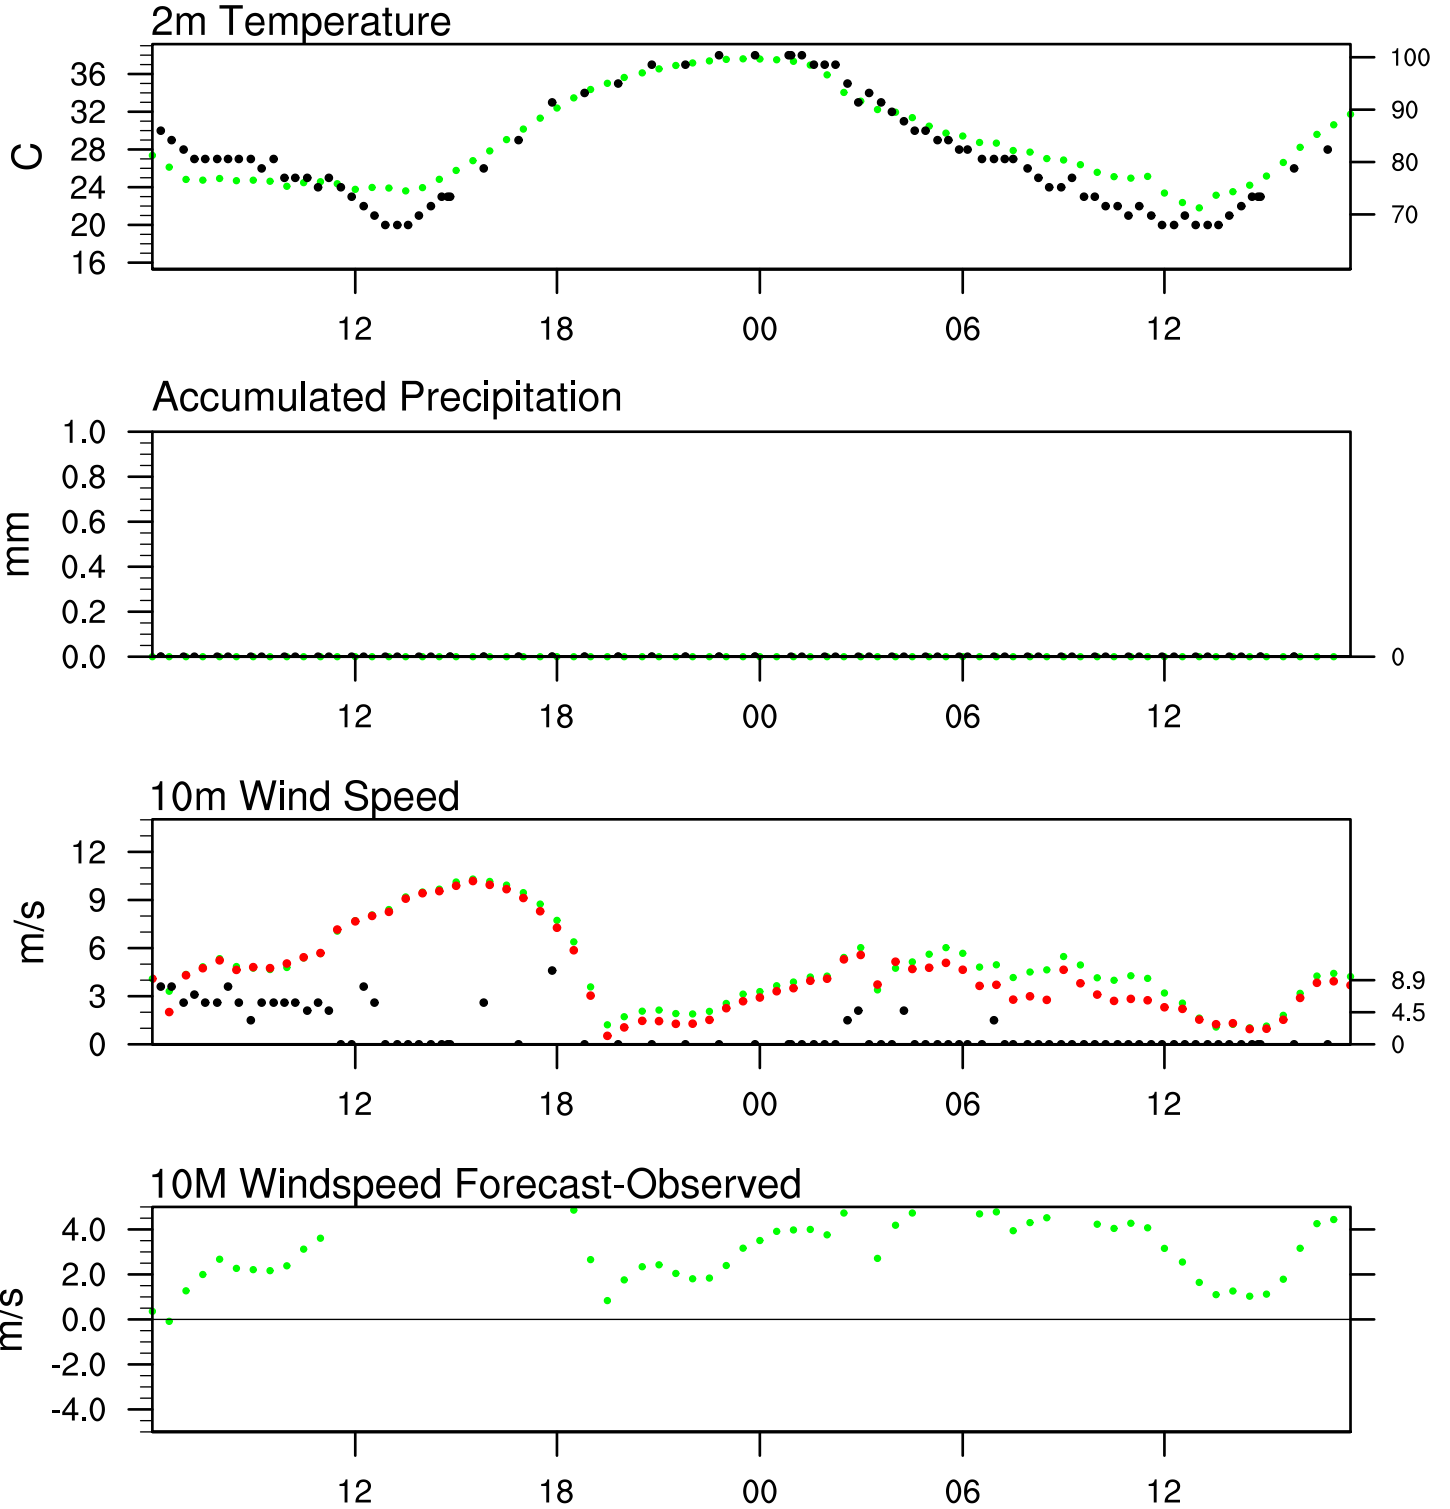 2m Temperature
36
32
28
24
20
16
C
100
90
80
70
12 18 00 06 12
Accumulated Precipitation
1.0
0.8
0.6
0.4
0.2
0.0
mm
0
12 18 00 06 12
10m Wind Speed
12
9
6
3
0
m/s
8.9
4.5
0
12 18 00 06 12
10M Windspeed Forecast-Observed
4.0
2.0
0.0
-2.0
-4.0
m/s
12 18 00 06 12